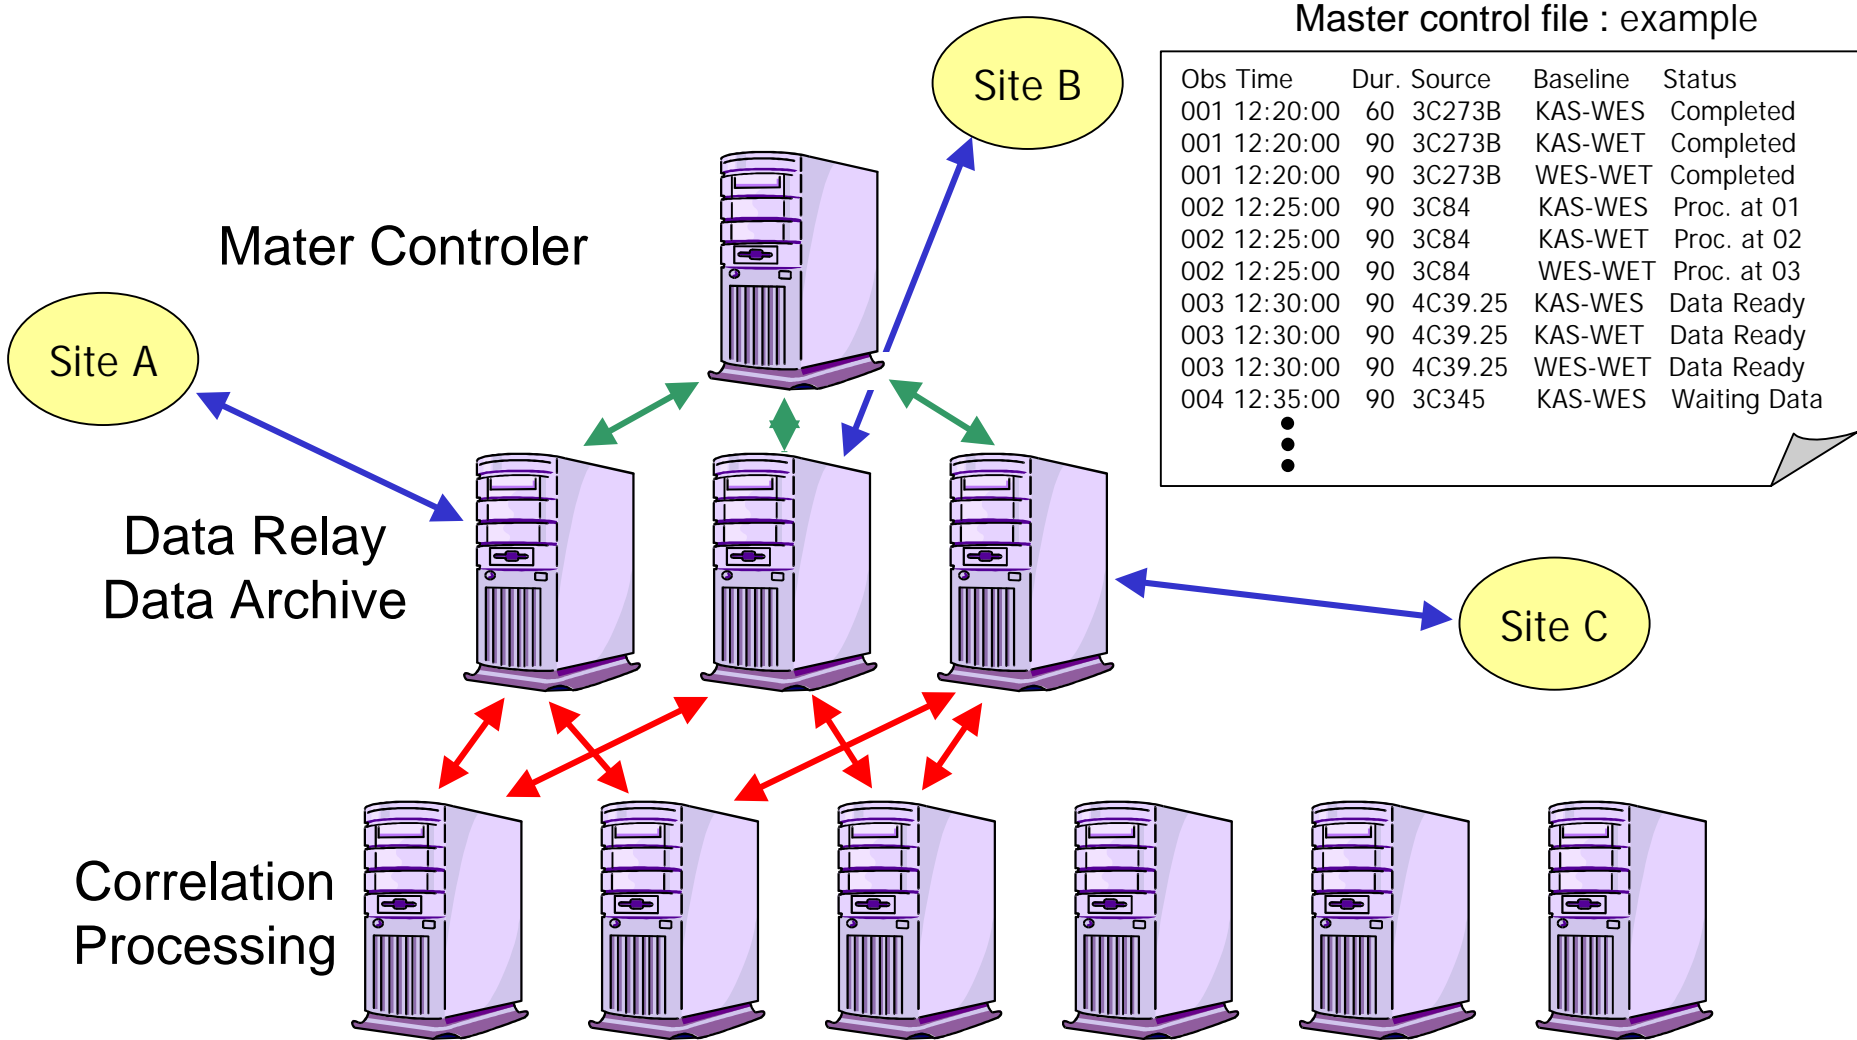 Master control file : example
Obs Time Dur. Source Baseline Status
001 12:20:00 60 3C273B KAS-WES Completed
001 12:20:00 90 3C273B KAS-WET Completed
001 12:20:00 90 3C273B WES-WET Completed
002 12:25:00 90 3C84 KAS-WES Proc. at 01
002 12:25:00 90 3C84 KAS-WET Proc. at 02
002 12:25:00 90 3C84 WES-WET Proc. at 03
003 12:30:00 90 4C39.25 KAS-WES Data Ready
003 12:30:00 90 4C39.25 KAS-WET Data Ready
003 12:30:00 90 4C39.25 WES-WET Data Ready
004 12:35:00 90 3C345 KAS-WES Waiting Data
Site B
Mater Controler
Site A
Data Relay
Data Archive
Site C
Correlation
Processing